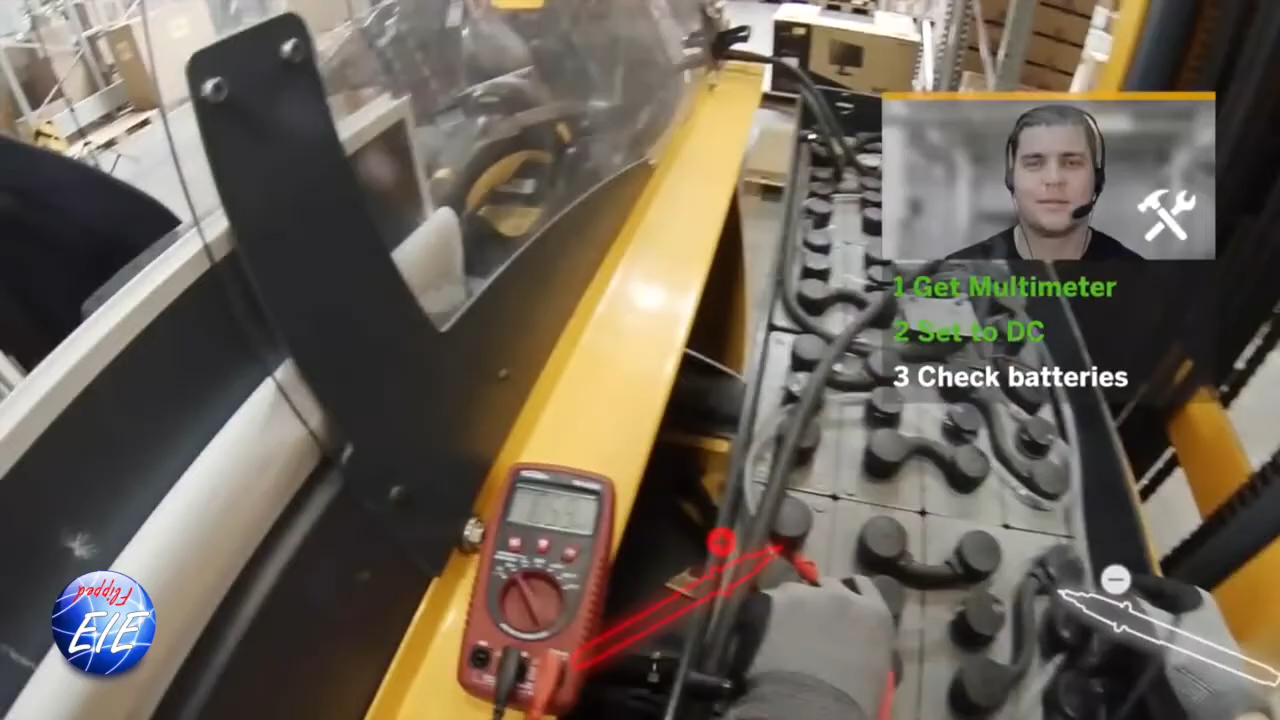 1 Get Multimeter
2 Set to DC
3 Check batteries
Flipped
EIE